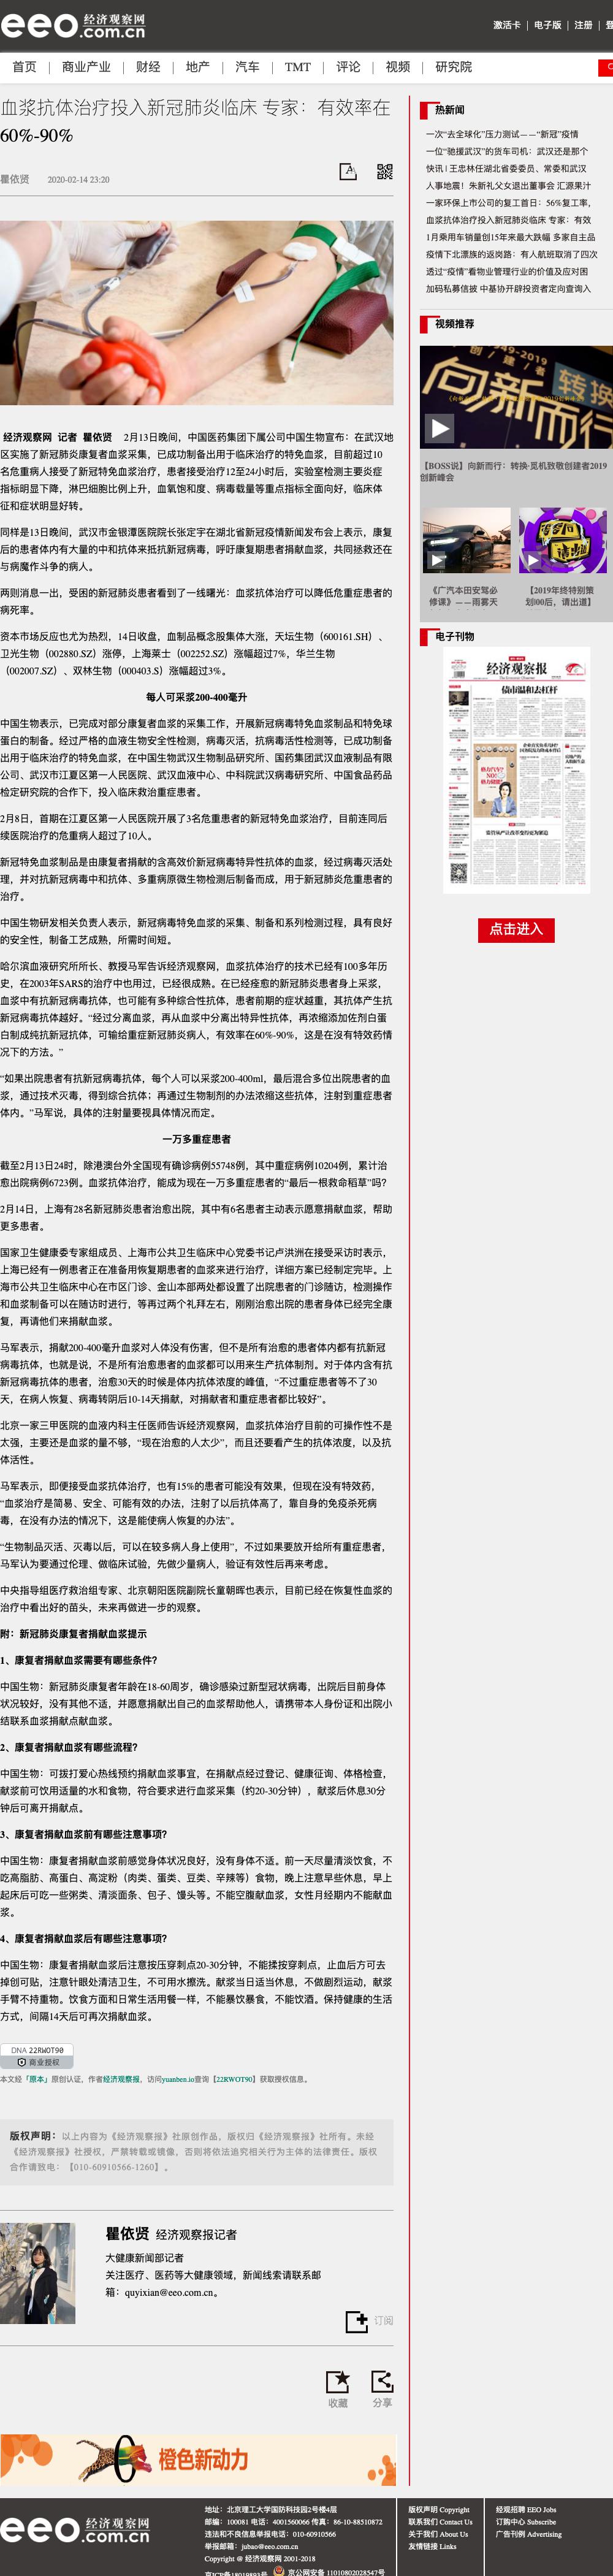 eeo 经济观察网
.com.cn
激活卡 | 电子版 | 注册 |
首页 | 商业产业 | 财经 | 地产 | 汽车 | TMT | 评论 | 视频 | 研究院
血浆抗体治疗投入新冠肺炎临床 专家：有效率在
60%-90%
瞿依贤 2020-02-14 23:20
经济观察网 记者 瞿依贤 2月13日晚间，中国医药集团下属公司中国生物宣布：在武汉地
区实施了新冠肺炎康复者血浆采集，已成功制备出用于临床治疗的特免血浆，目前超过10
名危重病人接受了新冠特免血浆治疗，患者接受治疗12至24小时后，实验室检测主要炎症
指标明显下降，淋巴细胞比例上升，血氧饱和度、病毒载量等重点指标全面向好，临床体
征和症状明显好转。
同样是13日晚间，武汉市金银潭医院院长张定宇在湖北省新冠疫情新闻发布会上表示，康复
后的患者体内有大量的中和抗体来抵抗新冠病毒，呼吁康复期患者捐献血浆，共同拯救还在
与病魔作斗争的病人。
两则消息一出，受困的新冠肺炎患者看到了一线曙光：血浆抗体治疗可以降低危重症患者的
病死率。
资本市场反应也尤为热烈，14日收盘，血制品概念股集体大涨，天坛生物（600161.SH）、
卫光生物（002880.SZ）涨停，上海莱士（002252.SZ）涨幅超过7%，华兰生物
（002007.SZ）、双林生物（000403.S）涨幅超过3%。
每人可采浆200-400毫升
中国生物表示，已完成对部分康复者血浆的采集工作，开展新冠病毒特免血浆制品和特免球
蛋白的制备。经过严格的血液生物安全性检测，病毒灭活，抗病毒活性检测等，已成功制备
出用于临床治疗的特免血浆，在中国生物武汉生物制品研究所、国药集团武汉血液制品有限
公司、武汉市江夏区第一人民医院、武汉血液中心、中科院武汉病毒研究所、中国食品药品
检定研究院的合作下，投入临床救治重症患者。
2月8日，首期在江夏区第一人民医院开展了3名危重患者的新冠特免血浆治疗，目前连同后
续医院治疗的危重病人超过了10人。
新冠特免血浆制品是由康复者捐献的含高效价新冠病毒特异性抗体的血浆，经过病毒灭活处
理，并对抗新冠病毒中和抗体、多重病原微生物检测后制备而成，用于新冠肺炎危重患者的
治疗。
中国生物研发相关负责人表示，新冠病毒特免血浆的采集、制备和系列检测过程，具有良好
的安全性，制备工艺成熟，所需时间短。
哈尔滨血液研究所所长、教授马军告诉经济观察网，血浆抗体治疗的技术已经有100多年历
史，在2003年SARS的治疗中也用过，已经很成熟。在已经痊愈的新冠肺炎患者身上采浆，
血浆中有抗新冠病毒抗体，也可能有多种综合性抗体，患者前期的症状越重，其抗体产生抗
新冠病毒抗体越好。“经过分离血浆，再从血浆中分离出特异性抗体，再浓缩添加佐剂白蛋
白制成纯抗新冠抗体，可输给重症新冠肺炎病人，有效率在60%-90%，这是在沒有特效药情
况下的方法。”
“如果出院患者有抗新冠病毒抗体，每个人可以采浆200-400ml，最后混合多位出院患者的血
浆，通过技术灭毒，得到综合抗体；再通过生物制剂的办法浓缩这些抗体，注射到重症患者
体内。”马军说，具体的注射量要视具体情况而定。
一万多重症患者
截至2月13日24时，除港澳台外全国现有确诊病例55748例，其中重症病例10204例，累计治
愈出院病例6723例。血浆抗体治疗，能成为现在一万多重症患者的“最后一根救命稻草”吗?
2月14日，上海有28名新冠肺炎患者治愈出院，其中有6名患者主动表示愿意捐献血浆，帮助
更多患者。
国家卫生健康委专家组成员、上海市公共卫生临床中心党委书记卢洪洲在接受采访时表示，
上海已经有一例患者正在准备用恢复期患者的血浆来进行治疗，详细方案已经制定完毕。上
海市公共卫生临床中心在市区门诊、金山本部两处都设置了出院患者的门诊随访，检测操作
和血浆制备可以在随访时进行，等再过两个礼拜左右，刚刚治愈出院的患者身体已经完全康
复，再请他们来捐献血浆。
马军表示，捐献200-400毫升血浆对人体没有伤害，但不是所有治愈的患者体内都有抗新冠
病毒抗体，也就是说，不是所有治愈患者的血浆都可以用来生产抗体制剂。对于体内含有抗
新冠病毒抗体的患者，治愈30天的时候是体内抗体浓度的峰值，“不过重症患者等不了30
天，在病人恢复、病毒转阴后10-14天捐献，对捐献者和重症患者都比较好”。
北京一家三甲医院的血液内科主任医师告诉经济观察网，血浆抗体治疗目前的可操作性不是
太强，主要还是血浆的量不够，“现在治愈的人太少”，而且还要看产生的抗体浓度，以及抗
体活性。
马军表示，即便接受血浆抗体治疗，也有15%的患者可能没有效果，但现在没有特效药，
“血浆治疗是简易、安全、可能有效的办法，注射了以后抗体高了，靠自身的免疫杀死病
毒，在没有办法的情况下，这是能使病人恢复的办法”。
“生物制品灭活、灭毒以后，可以在较多病人身上使用”，不过如果要放开给所有重症患者，
马军认为要通过伦理、做临床试验，先做少量病人，验证有效性后再来考虑。
中央指导组医疗救治组专家、北京朝阳医院副院长童朝晖也表示，目前已经在恢复性血浆的
治疗中看出好的苗头，未来再做进一步的观察。
附：新冠肺炎康复者捐献血浆提示
1、康复者捐献血浆需要有哪些条件?
中国生物：新冠肺炎康复者年龄在18-60周岁，确诊感染过新型冠状病毒，出院后目前身体
状况较好，没有其他不适，并愿意捐献出自己的血浆帮助他人，请携带本人身份证和出院小
结联系血浆捐献点献血浆。
2、康复者捐献血浆有哪些流程?
中国生物：可拨打爱心热线预约捐献血浆事宜，在捐献点经过登记、健康征询、体格检查，
献浆前可饮用适量的水和食物，符合要求进行血浆采集（约20-30分钟），献浆后休息30分
钟后可离开捐献点。
3、康复者捐献血浆前有哪些注意事项?
中国生物：康复者捐献血浆前感觉身体状况良好，没有身体不适。前一天尽量清淡饮食，不
吃高脂肪、高蛋白、高淀粉（肉类、蛋类、豆类、辛辣等）食物，晚上注意早些休息，早上
起床后可吃一些粥类、清淡面条、包子、馒头等。不能空腹献血浆，女性月经期内不能献血
浆。
4、康复者捐献血浆后有哪些注意事项?
中国生物：康复者捐献血浆后注意按压穿刺点20-30分钟，不能揉按穿刺点，止血后方可去
掉创可贴，注意针眼处清洁卫生，不可用水擦洗。献浆当日适当休息，不做剧烈运动，献浆
手臂不持重物。饮食方面和日常生活用餐一样，不能暴饮暴食，不能饮酒。保持健康的生活
方式，间隔14天后可再次捐献血浆。
DNA 22RWOT90
商业授权
本文经「原本」原创认证，作者经济观察报，访问yuanben.io查询【22RWOT90】获取授权信息。
版权声明：以上内容为《经济观察报》社原创作品，版权归《经济观察报》社所有。未经
《经济观察报》社授权，严禁转载或镜像，否则将依法追究相关行为主体的法律责任。版权
合作请致电：【010-60910566-1260】。
瞿依贤 经济观察报记者
大健康新闻部记者
关注医疗、医药等大健康领域，新闻线索请联系邮
箱：quyixian@eeo.com.cn。
订阅
收藏 分享
橙色新动力
热新闻
一次“去全球化”压力测试——“新冠”疫情
一位“驰援武汉”的货车司机：武汉还是那个
快讯 | 王忠林任湖北省委委员、常委和武汉
人事地震！朱新礼父女退出董事会 汇源果汁
一家环保上市公司的复工首日：56%复工率，
血浆抗体治疗投入新冠肺炎临床 专家：有效
1月乘用车销量创15年来最大跌幅 多家自主品
疫情下北漂族的返岗路：有人航班取消了四次
透过“疫情”看物业管理行业的价值及应对困
加码私募信披 中基协开辟投资者定向查询入
视频推荐
【BOSS说】向新而行：转换·觅机致敬创建者2019
创新峰会
《广汽本田安驾必
修课》——雨雾天
【2019年终特别策
划|00后，请出道】
电子刊物
经济观察报
债市温和去杠杆
点击进入
eeo 经济观察网
.com.cn
地址：北京理工大学国防科技园2号楼4层
邮编：100081 电话：4001560066 传真：86-10-88510872
违法和不良信息举报电话：010-60910566
举报邮箱：jubao@eeo.com.cn
Copyright @ 经济观察网 2001-2018
京ICP备18019893号 京公网安备 11010802028547号
版权声明 Copyright
联系我们 Contact Us
关于我们 About Us
友情链接 Links
经观招聘 EEO Jobs
订购中心 Subscribe
广告刊例 Advertising